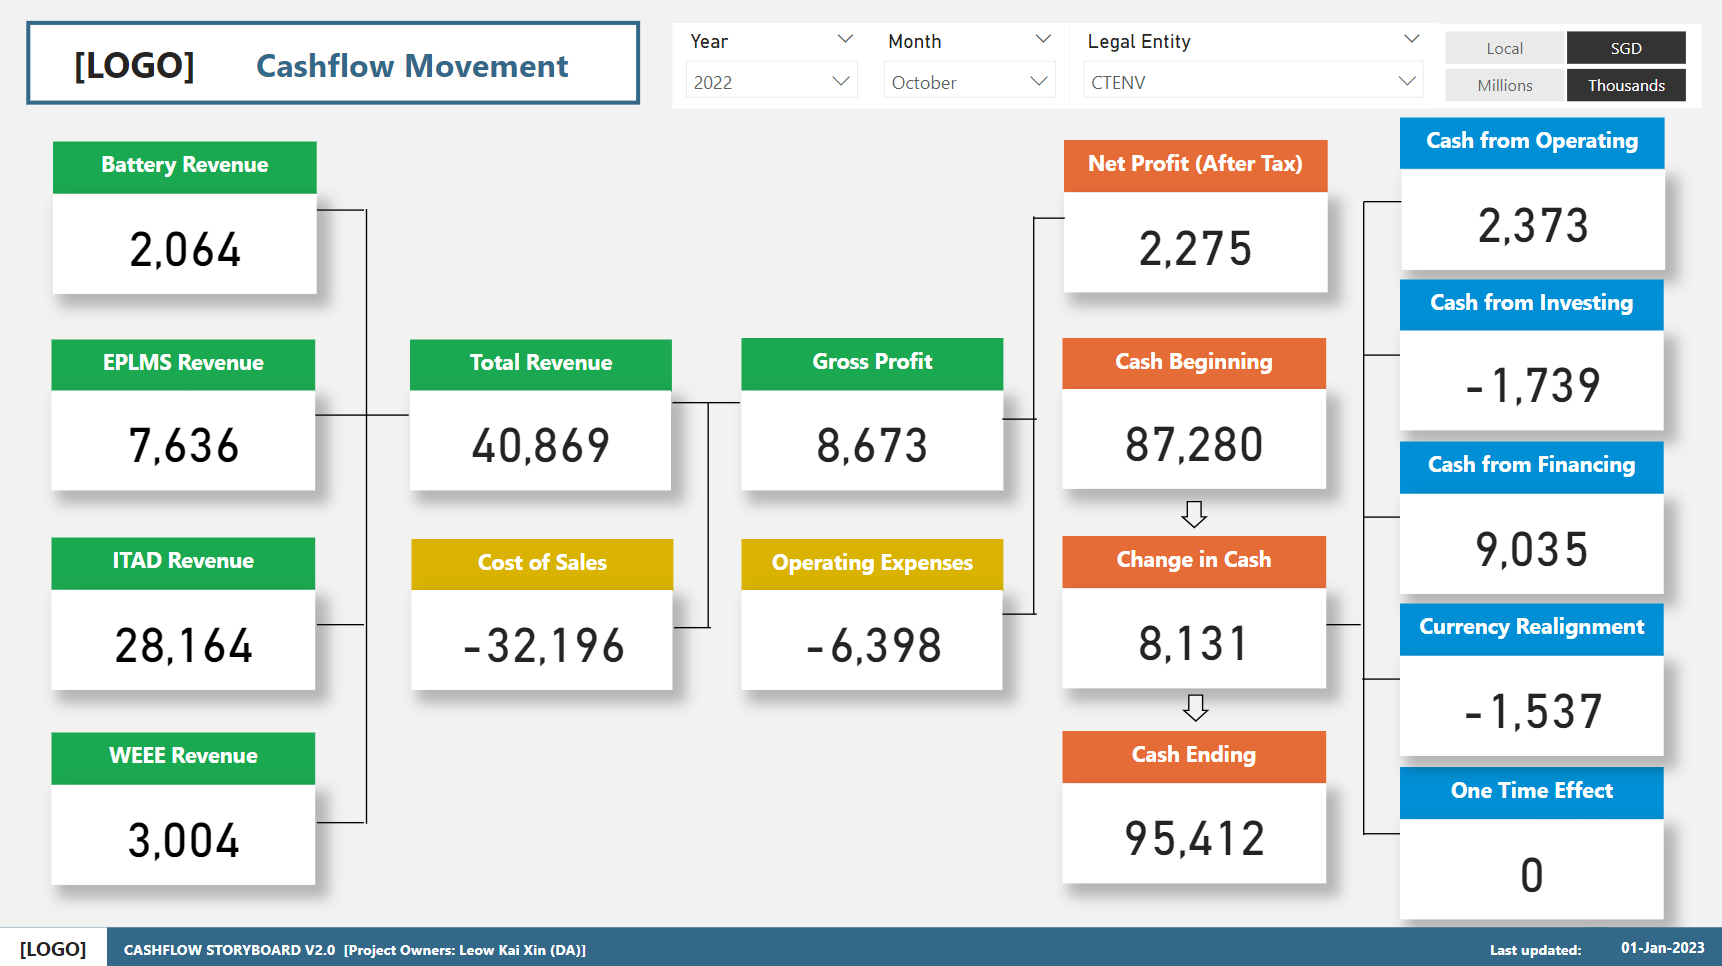 [LOGO] Cashflow Movement
Year Month Legal Entity
2022 October CTENV
Local SGD
Millions Thousands
Battery Revenue
2,064
EPLMS Revenue
7,636
ITAD Revenue
28,164
WEEE Revenue
3,004
Total Revenue
40,869
Cost of Sales
-32,196
Gross Profit
8,673
Operating Expenses
-6,398
Net Profit (After Tax)
2,275
Cash Beginning
87,280
Change in Cash
8,131
Cash Ending
95,412
Cash from Operating
2,373
Cash from Investing
-1,739
Cash from Financing
9,035
Currency Realignment
-1,537
One Time Effect
0
[LOGO] CASHFLOW STORYBOARD V2.0 [Project Owners: Leow Kai Xin (DA)] Last updated: 01-Jan-2023